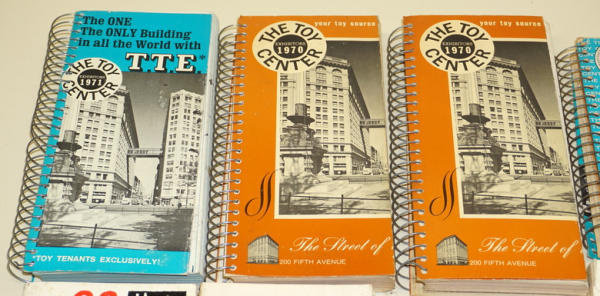 The ONE
The ONLY Building
in all the World with
T.T.E.*
THE TOY
EXHIBITORS
1971
CENTER
TOY TENANTS EXCLUSIVELY!
your toy source
THE TOY
EXHIBITORS
1970
CENTER
The Street of
200 FIFTH AVENUE
your toy source
THE TOY
EXHIBITORS
1970
CENTER
The Street of
200 FIFTH AVENUE